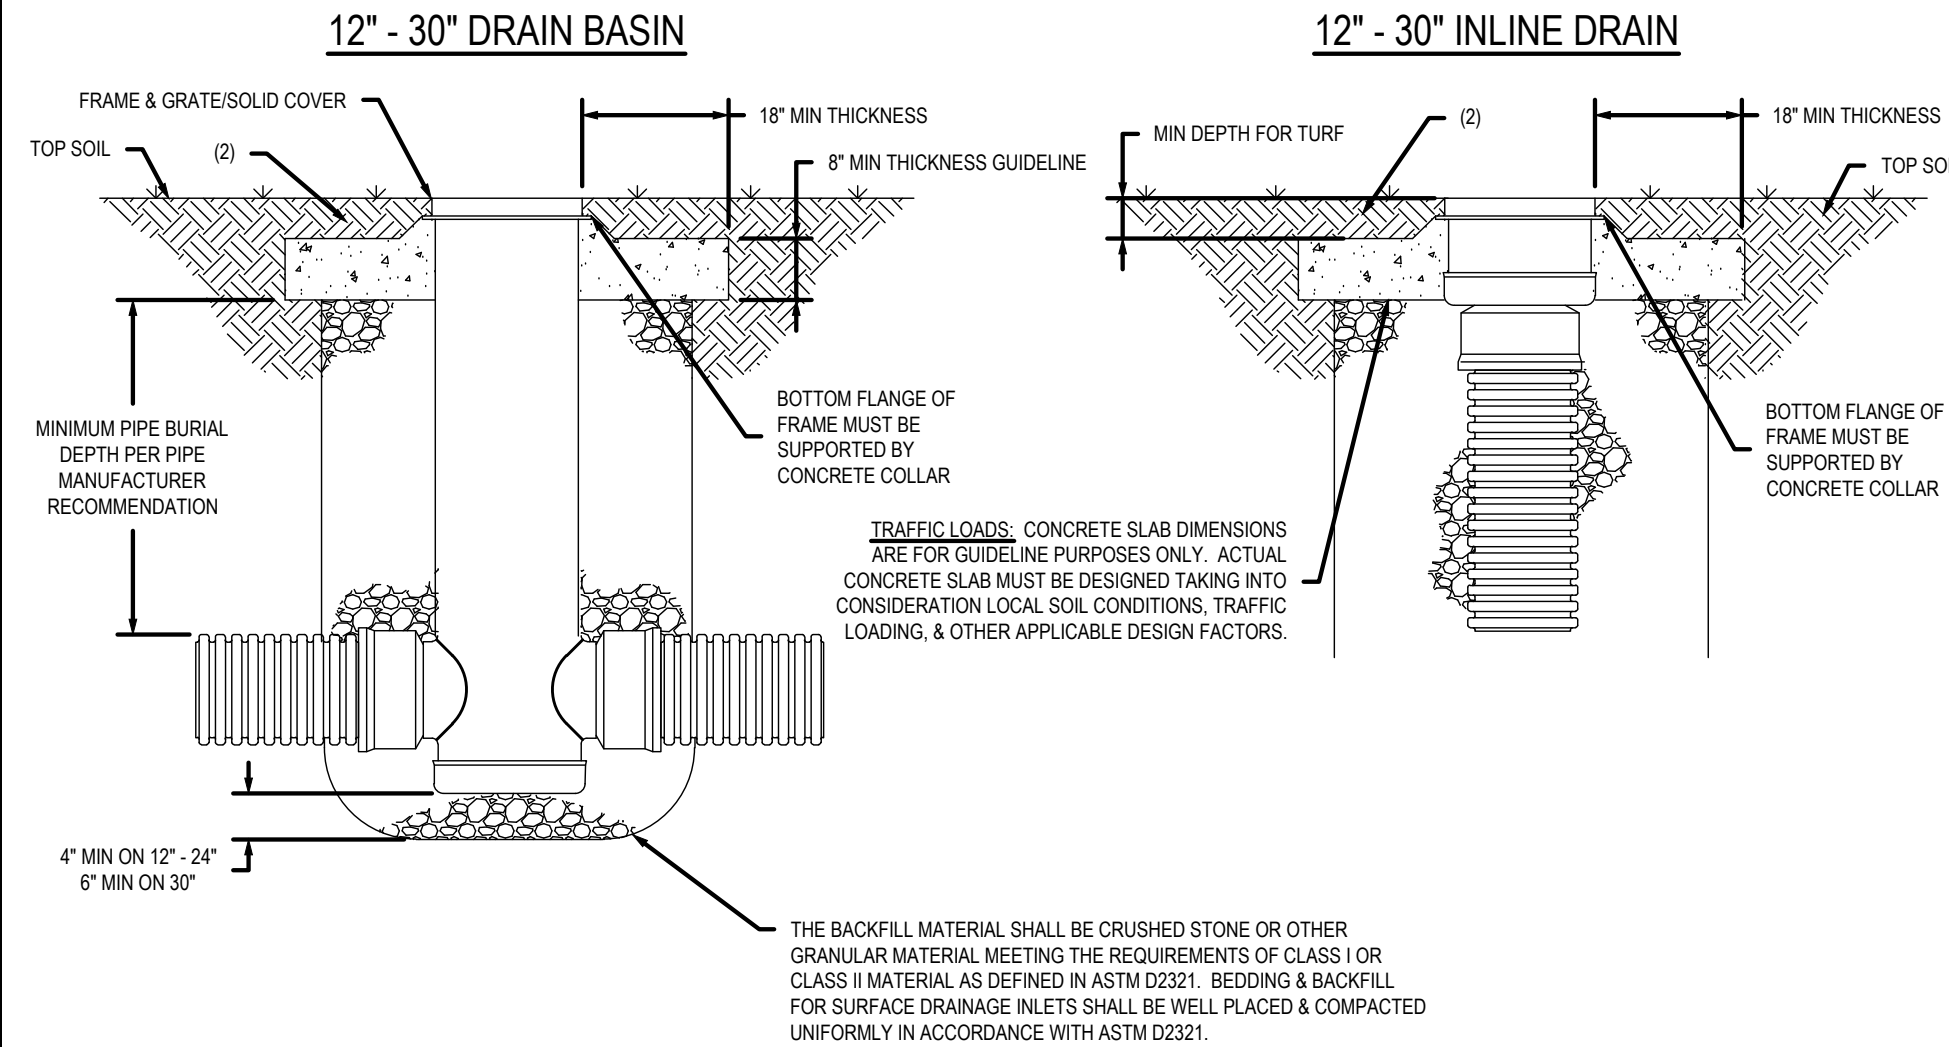 12" - 30" DRAIN BASIN
12" - 30" INLINE DRAIN
FRAME & GRATE/SOLID COVER
TOP SOIL
(2)
18" MIN THICKNESS
8" MIN THICKNESS GUIDELINE
MIN DEPTH FOR TURF
(2)
18" MIN THICKNESS
TOP SOI
MINIMUM PIPE BURIAL
DEPTH PER PIPE
MANUFACTURER
RECOMMENDATION
BOTTOM FLANGE OF
FRAME MUST BE
SUPPORTED BY
CONCRETE COLLAR
BOTTOM FLANGE OF
FRAME MUST BE
SUPPORTED BY
CONCRETE COLLAR
TRAFFIC LOADS: CONCRETE SLAB DIMENSIONS
ARE FOR GUIDELINE PURPOSES ONLY. ACTUAL
CONCRETE SLAB MUST BE DESIGNED TAKING INTO
CONSIDERATION LOCAL SOIL CONDITIONS, TRAFFIC
LOADING, & OTHER APPLICABLE DESIGN FACTORS.
4" MIN ON 12" - 24"
6" MIN ON 30"
THE BACKFILL MATERIAL SHALL BE CRUSHED STONE OR OTHER
GRANULAR MATERIAL MEETING THE REQUIREMENTS OF CLASS I OR
CLASS II MATERIAL AS DEFINED IN ASTM D2321. BEDDING & BACKFILL
FOR SURFACE DRAINAGE INLETS SHALL BE WELL PLACED & COMPACTED
UNIFORMLY IN ACCORDANCE WITH ASTM D2321.